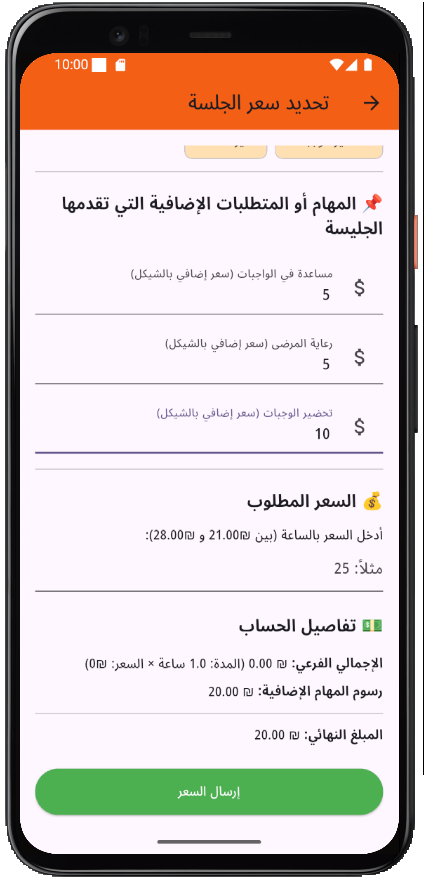 10:00
تحديد سعر الجلسة
📌 المهام أو المتطلبات الإضافية التي تقدمها
الجليسة
مساعدة في الواجبات (سعر إضافي بالشيكل)
5
رعاية المرضى (سعر إضافي بالشيكل)
5
تحضير الوجبات (سعر إضافي بالشيكل)
10
💰 السعر المطلوب
أدخل السعر بالساعة (بين ₪21.00 و ₪28.00):
مثلاً: 25
💵 تفاصيل الحساب
الإجمالي الفرعي: ₪ 0.00 (المدة: 1.0 ساعة × السعر: ₪0)
رسوم المهام الإضافية: ₪ 20.00
المبلغ النهائي: ₪ 20.00
إرسال السعر